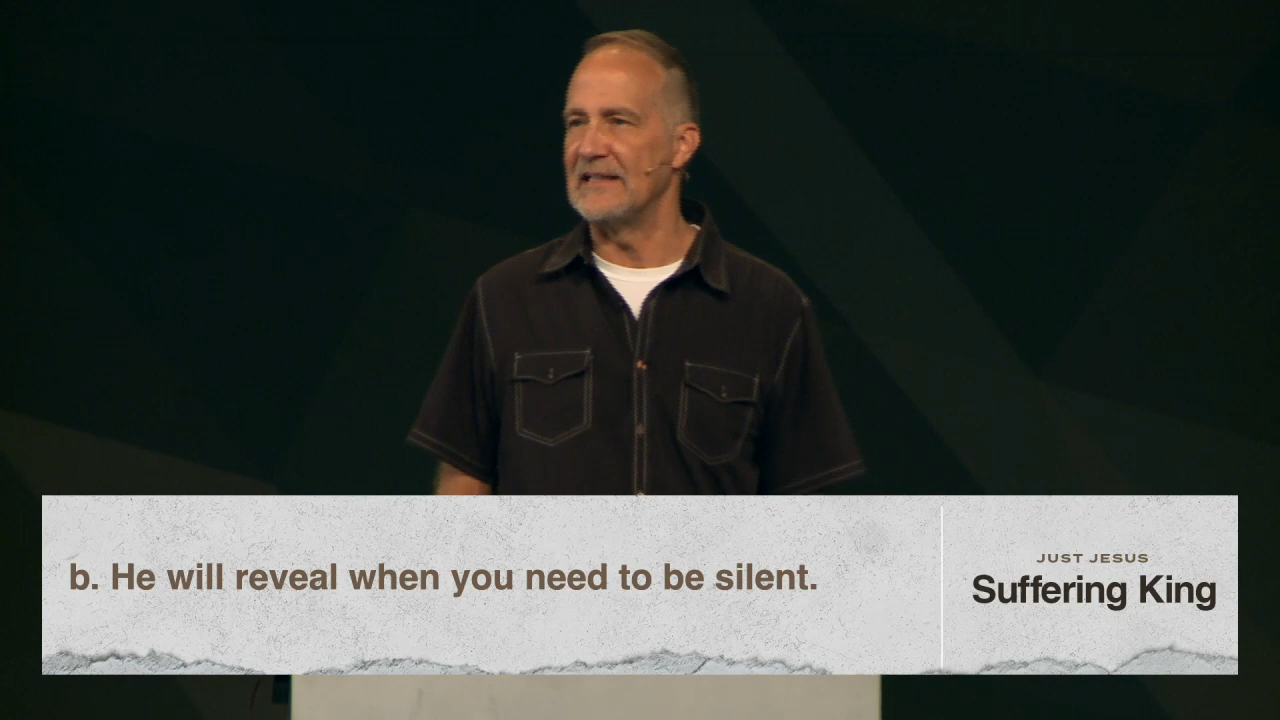 b. He will reveal when you need to be silent.
JUST JESUS
Suffering King